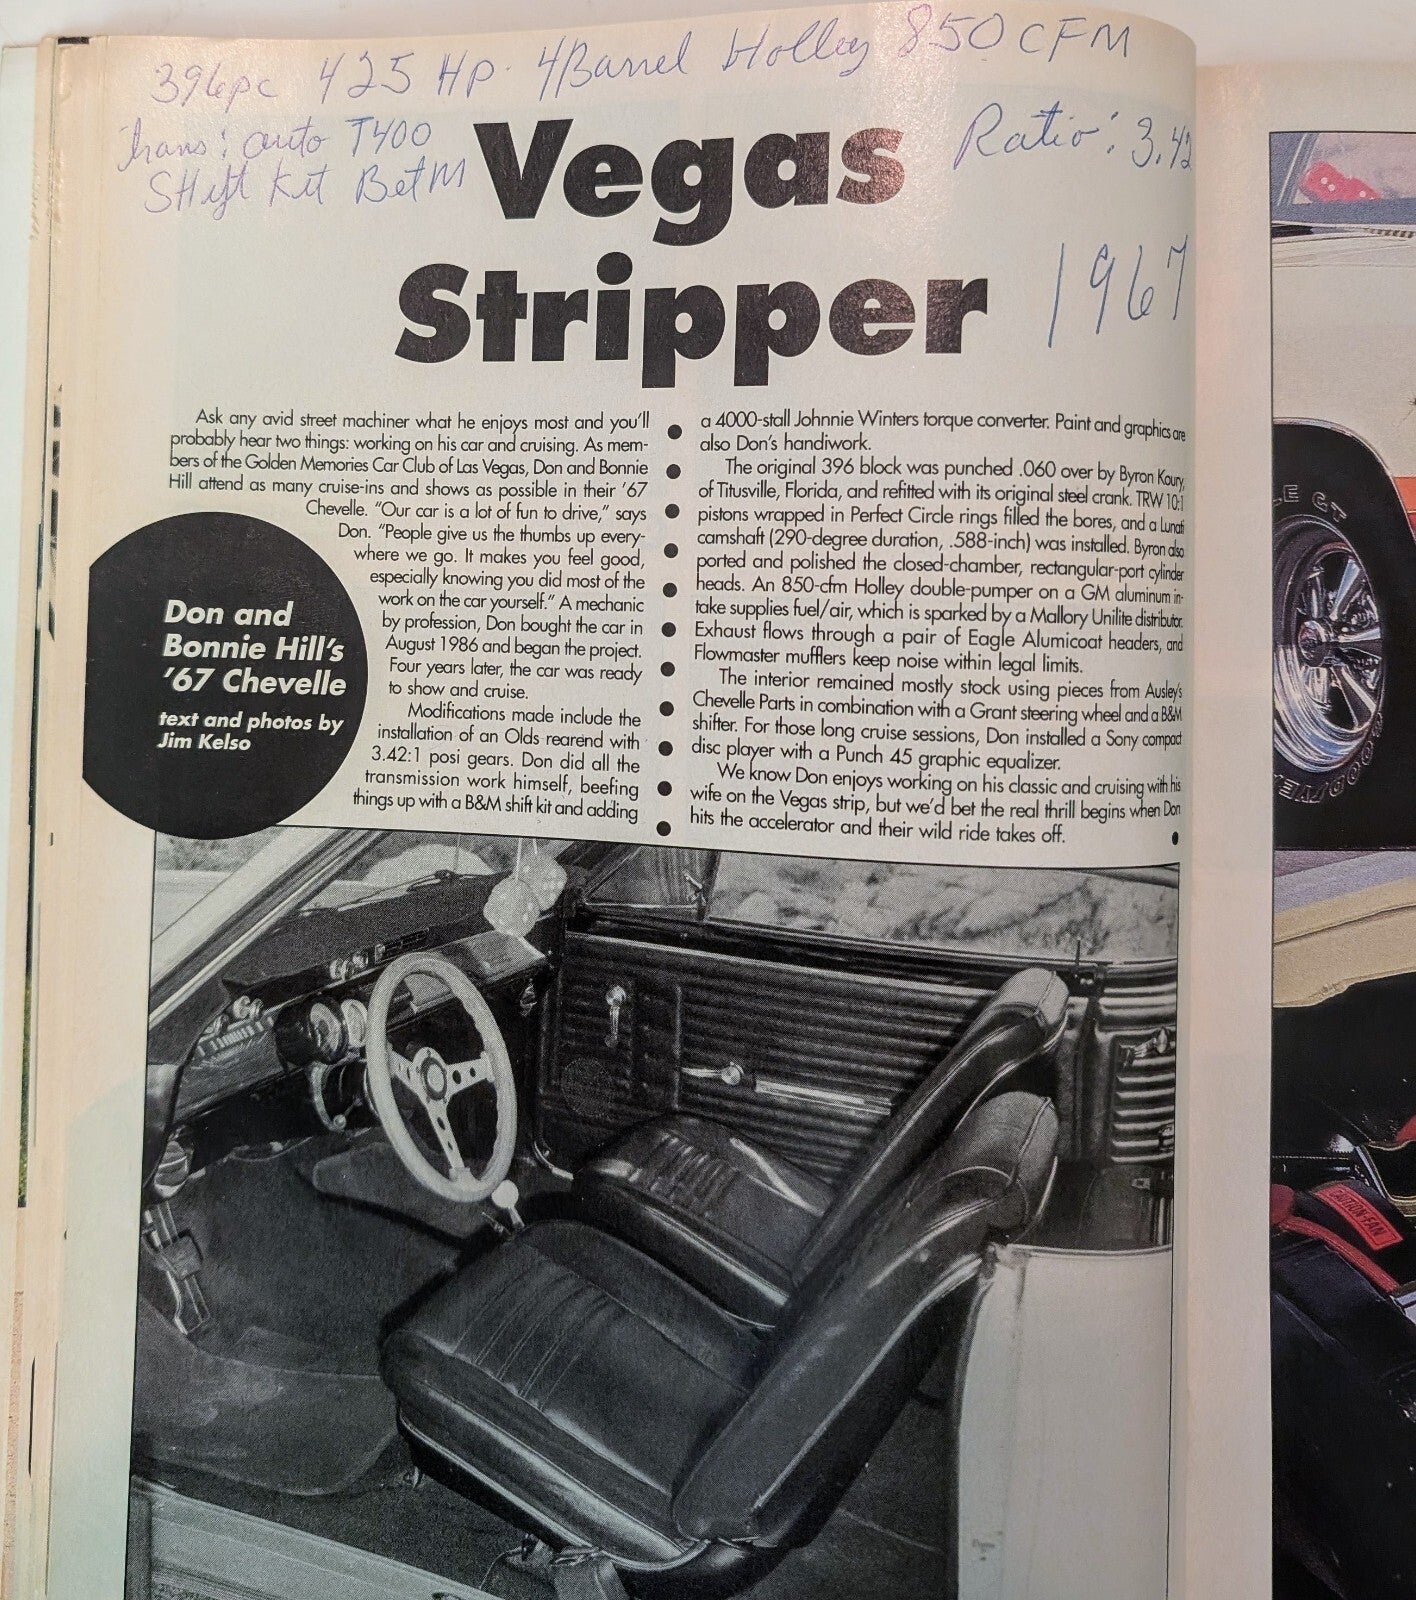 396pc 425 HP. 4Barrel Holley 850 CFM
Trans: auto T400
SHift Kit BetM
Ratio: 3.42
1967
Vegas
Stripper
Ask any avid street machiner what he enjoys most and you'll
probably hear two things: working on his car and cruising. As mem-
bers of the Golden Memories Car Club of Las Vegas, Don and Bonnie
Hill attend as many cruise-ins and shows as possible in their '67
Chevelle. "Our car is a lot of fun to drive," says
Don. "People give us the thumbs up every-
where we go. It makes you feel good,
especially knowing you did most of the
work on the car yourself." A mechanic
by profession, Don bought the car in
August 1986 and began the project.
Four years later, the car was ready
to show and cruise.
Modifications made include the
installation of an Olds rearend with
3.42:1 posi gears. Don did all the
transmission work himself, beefing
things up with a B&M shift kit and adding
Don and
Bonnie Hill's
'67 Chevelle
text and photos by
Jim Kelso
a 4000-stall Johnnie Winters torque converter. Paint and graphics are
also Don's handiwork.
The original 396 block was punched .060 over by Byron Koury,
of Titusville, Florida, and refitted with its original steel crank. TRW 10:1
pistons wrapped in Perfect Circle rings filled the bores, and a Lunati
camshaft (290-degree duration, .588-inch) was installed. Byron also
ported and polished the closed-chamber, rectangular-port cylinder
heads. An 850-cfm Holley double-pumper on a GM aluminum in-
take supplies fuel/air, which is sparked by a Mallory Unilite distributor.
Exhaust flows through a pair of Eagle Alumicoat headers, and
Flowmaster mufflers keep noise within legal limits.
The interior remained mostly stock using pieces from Ausley's
Chevelle Parts in combination with a Grant steering wheel and a B&M
shifter. For those long cruise sessions, Don installed a Sony compact
disc player with a Punch 45 graphic equalizer.
We know Don enjoys working on his classic and cruising with his
wife on the Vegas strip, but we'd bet the real thrill begins when Don
hits the accelerator and their wild ride takes off.
LE GT
CAUTION-FAN